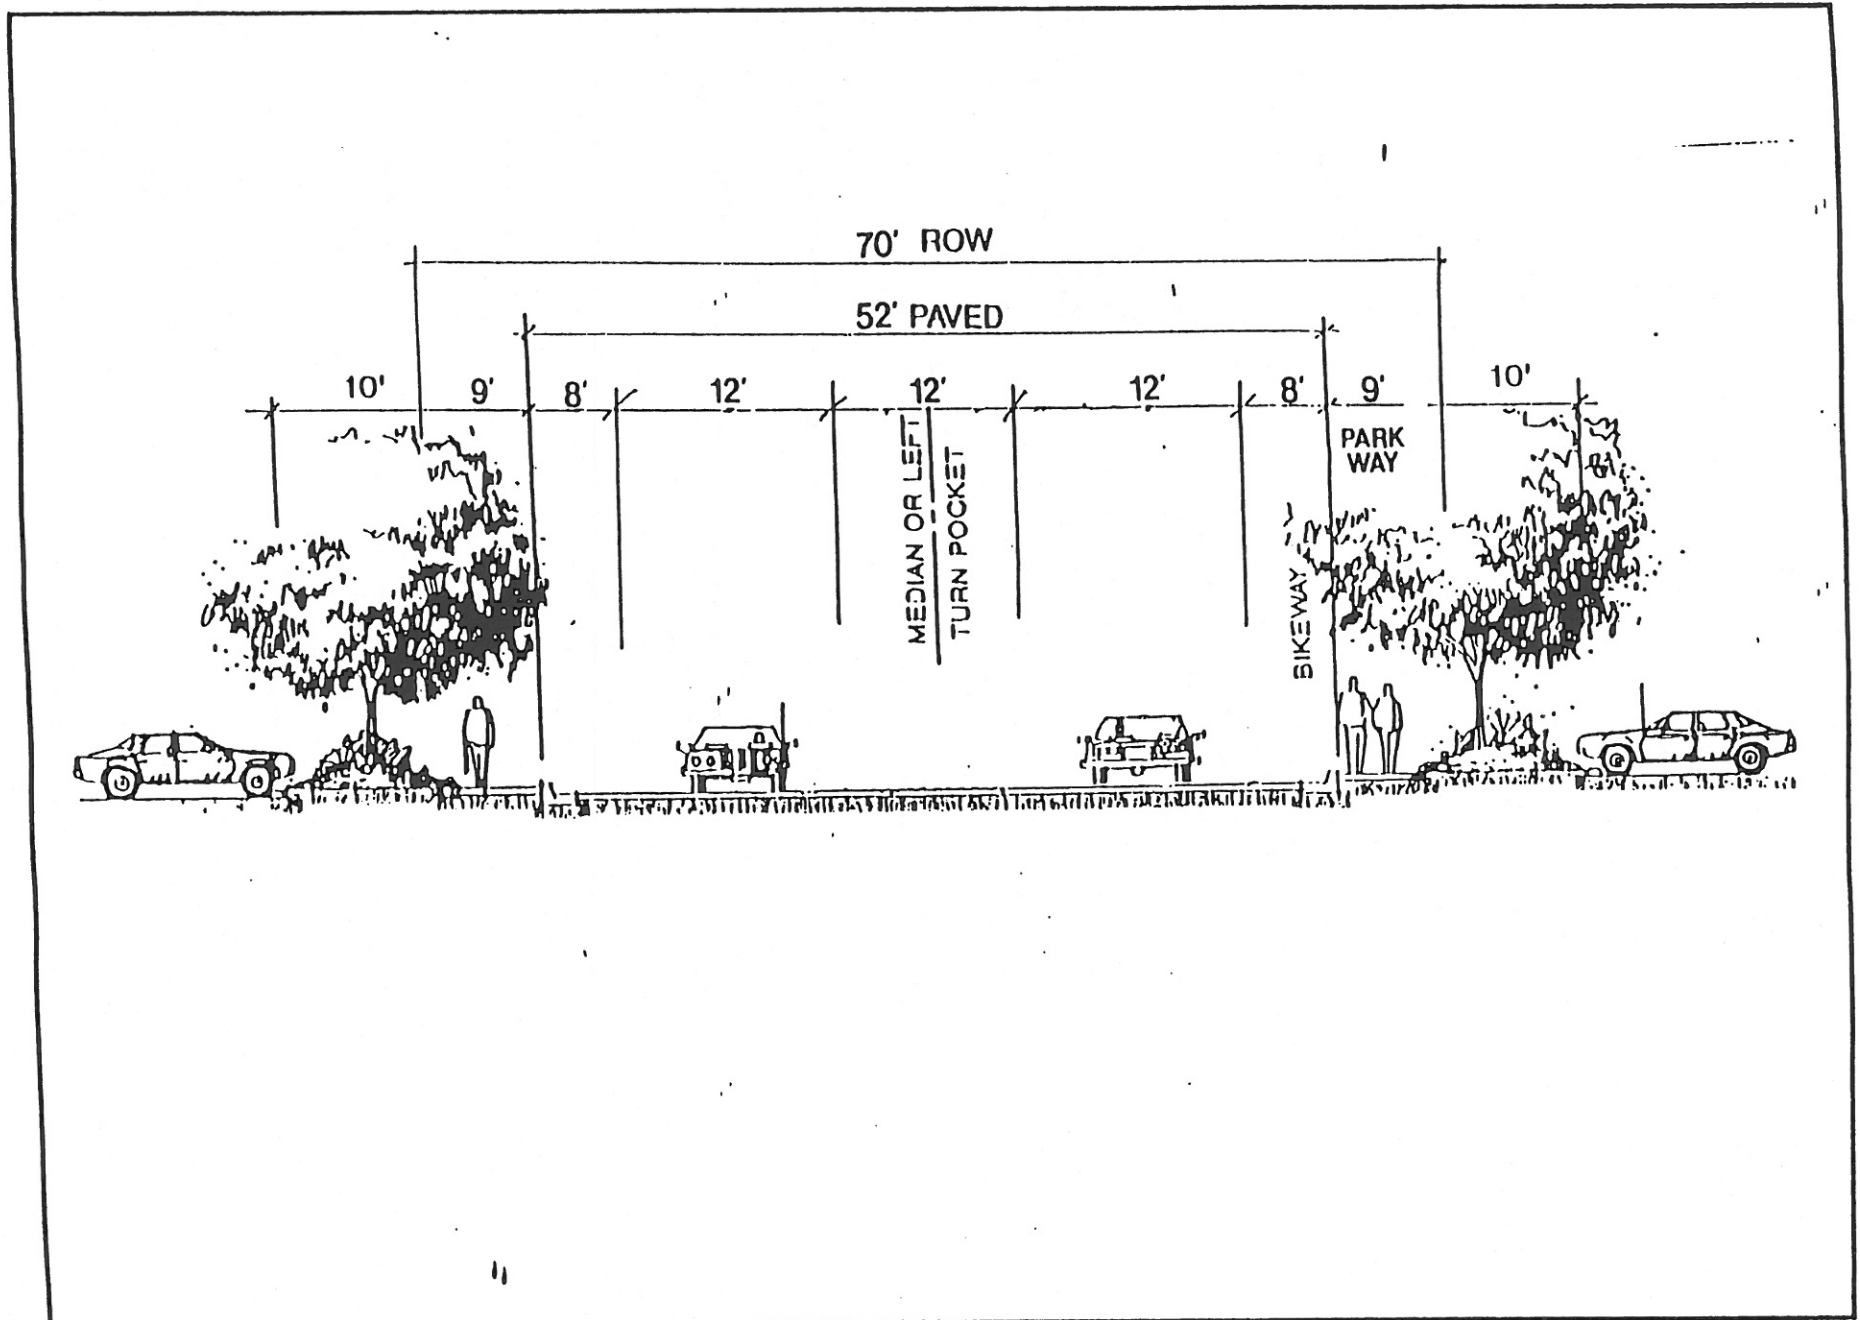 70' ROW
52' PAVED
10' 9' 8' 12' 12' 12' 8' 9' 10'
MEDIAN OR LEFT
TURN POCKET
BIKEWAY
PARK
WAY